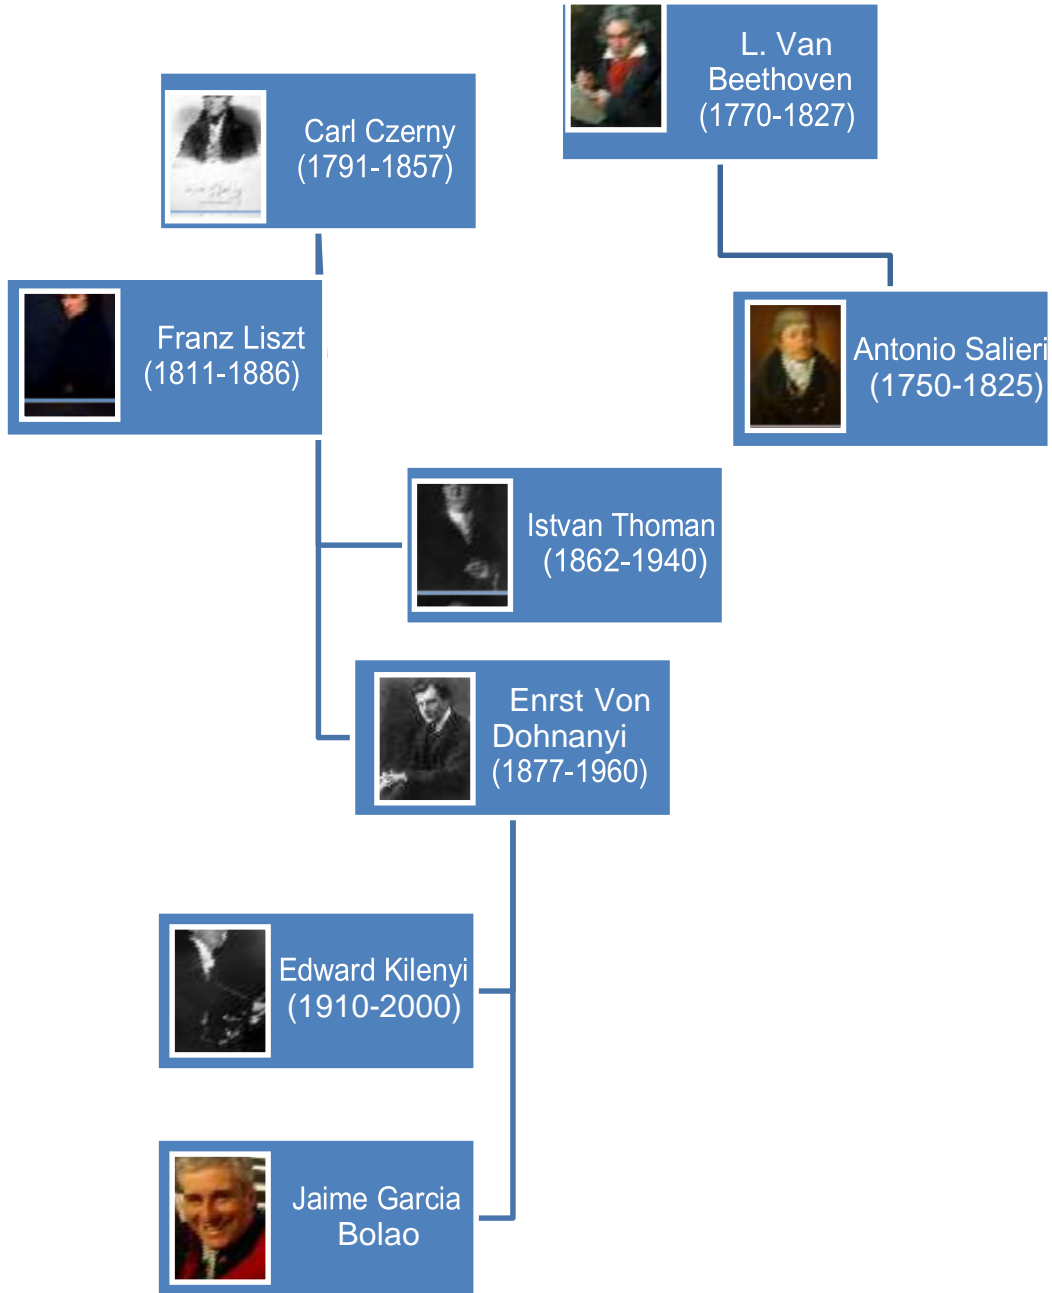 L. Van
Beethoven
(1770-1827)
Carl Czerny
(1791-1857)
Franz Liszt
(1811-1886)
Antonio Salieri
(1750-1825)
Istvan Thoman
(1862-1940)
Enrst Von
Dohnanyi
(1877-1960)
Edward Kilenyi
(1910-2000)
Jaime Garcia
Bolao